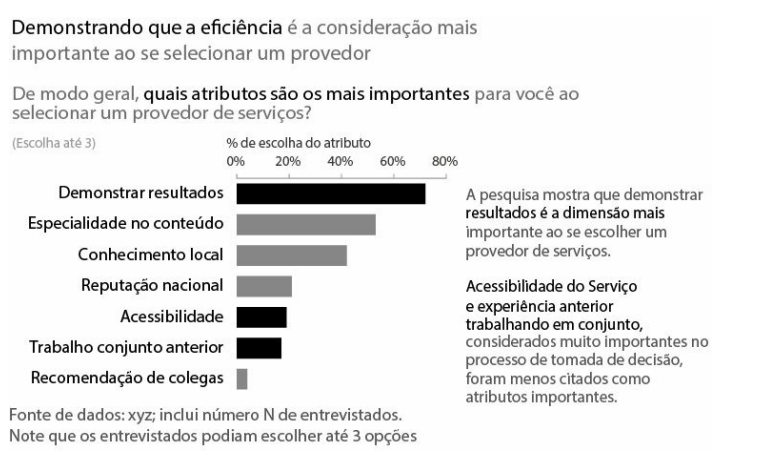 Demonstrando que a eficiência é a consideração mais
importante ao se selecionar um provedor
De modo geral, quais atributos são os mais importantes para você ao
selecionar um provedor de serviços?
(Escolha até 3)
% de escolha do atributo
0% 20% 40% 60% 80%
Demonstrar resultados
Especialidade no conteúdo
Conhecimento local
Reputação nacional
Acessibilidade
Trabalho conjunto anterior
Recomendação de colegas
A pesquisa mostra que demonstrar
resultados é a dimensão mais
importante ao se escolher um
provedor de serviços.
Acessibilidade do Serviço
e experiência anterior
trabalhando em conjunto,
considerados muito importantes no
processo de tomada de decisão,
foram menos citados como
atributos importantes.
Fonte de dados: xyz; inclui número N de entrevistados.
Note que os entrevistados podiam escolher até 3 opções